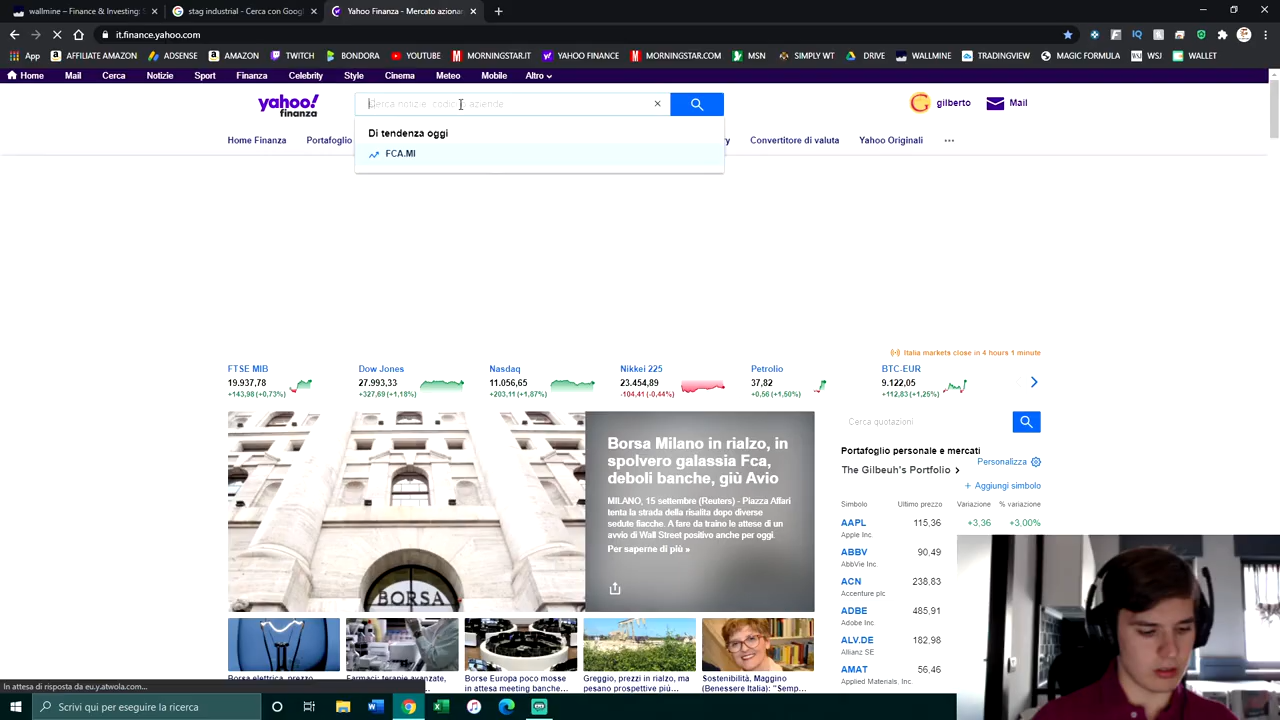 wallmine – Finance & Investing D
stag industrial - Cerca con Googl
Yahoo Finanza - Mercati azionari
it.finance.yahoo.com
App
AMAZON ASSOCIATES
ADSENSE
AMAZON
TWITCH
BONDORA
YOUTUBE
MORNINGSTAR.IT
YAHOO FINANCE
MORNINGSTAR.COM
MSN
SIMPLY WT
DRIVE
WALLMINE
TRADINGVIEW
MAGIC FORMULA
WSJ
WALLET
Home
Mail
Cerca
Notizie
Sport
Finanza
Celebrity
Style
Cinema
Meteo
Mobile
Altro
yahoo!
finanza
Cerca notizie, codici o aziende
gilberto
Mail
Di tendenza oggi
FCA.MI
Home Finanza
Portafoglio
Convertitore di valuta
Yahoo Originali
Italia markets close in 4 hours 1 minute
FTSE MIB
19.937,78
+143,98 (+0,73%)
Dow Jones
27.993,33
+327,69 (+1,18%)
Nasdaq
11.056,65
+203,11 (+1,87%)
Nikkei 225
23.454,89
-104,41 (-0,44%)
Petrolio
37,82
+0,56 (+1,50%)
BTC-EUR
9.122,05
+112,83 (+1,25%)
BORSA
Borsa Milano in rialzo, in
spolvero galassia Fca,
deboli banche, giù Avio
MILANO, 15 settembre (Reuters) - Piazza Affari
tenta la strada della risalita dopo diverse
sedute fiacche. A fare da traino le attese di un
avvio di Wall Street positivo anche per oggi.
Per saperne di più »
Cerca quotazioni
Portafoglio personale e mercati
Personalizza
The Gilbeuh's Portfolio
Aggiungi simbolo
Simbolo Ultimo prezzo Variazione % variazione
AAPL 115,36 +3,36 +3,00%
Apple Inc.
ABBV 90,49
AbbVie Inc.
ACN 238,83
Accenture plc
ADBE 485,91
Adobe Inc.
ALV.DE 182,98
Allianz SE
AMAT 56,46
Applied Materials, Inc.
Borsa elettrica, prezzo
Farmaci: terapie avanzate,
Borse Europa poco mosse
in attesa meeting banche…
Greggio, prezzi in rialzo, ma
pesano prospettive più…
Sostenibilità, Maggino
(Benessere Italia): "Semp…
In attesa di risposta da eu.y.atwola.com...
Scrivi qui per eseguire la ricerca